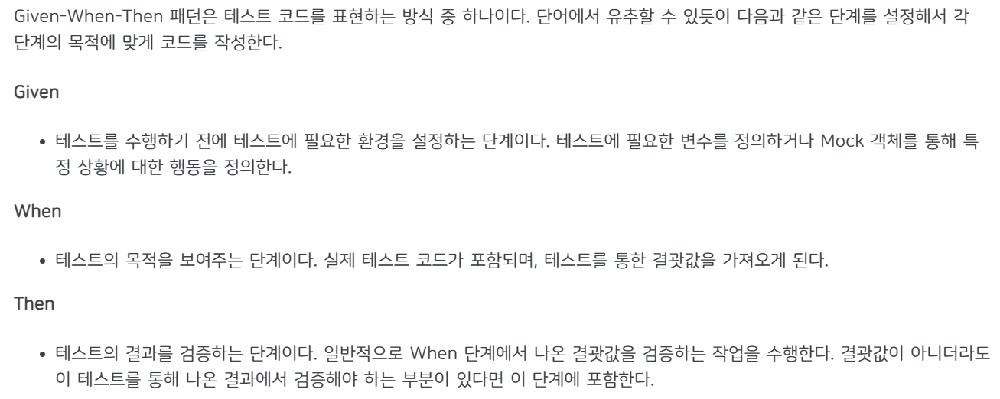 Given-When-Then 패턴은 테스트 코드를 표현하는 방식 중 하나이다. 단어에서 유추할 수 있듯이 다음과 같은 단계를 설정해서 각
단계의 목적에 맞게 코드를 작성한다.
Given
• 테스트를 수행하기 전에 테스트에 필요한 환경을 설정하는 단계이다. 테스트에 필요한 변수를 정의하거나 Mock 객체를 통해 특
정 상황에 대한 행동을 정의한다.
When
• 테스트의 목적을 보여주는 단계이다. 실제 테스트 코드가 포함되며, 테스트를 통한 결괏값을 가져오게 된다.
Then
• 테스트의 결과를 검증하는 단계이다. 일반적으로 When 단계에서 나온 결괏값을 검증하는 작업을 수행한다. 결괏값이 아니더라도
이 테스트를 통해 나온 결과에서 검증해야 하는 부분이 있다면 이 단계에 포함한다.